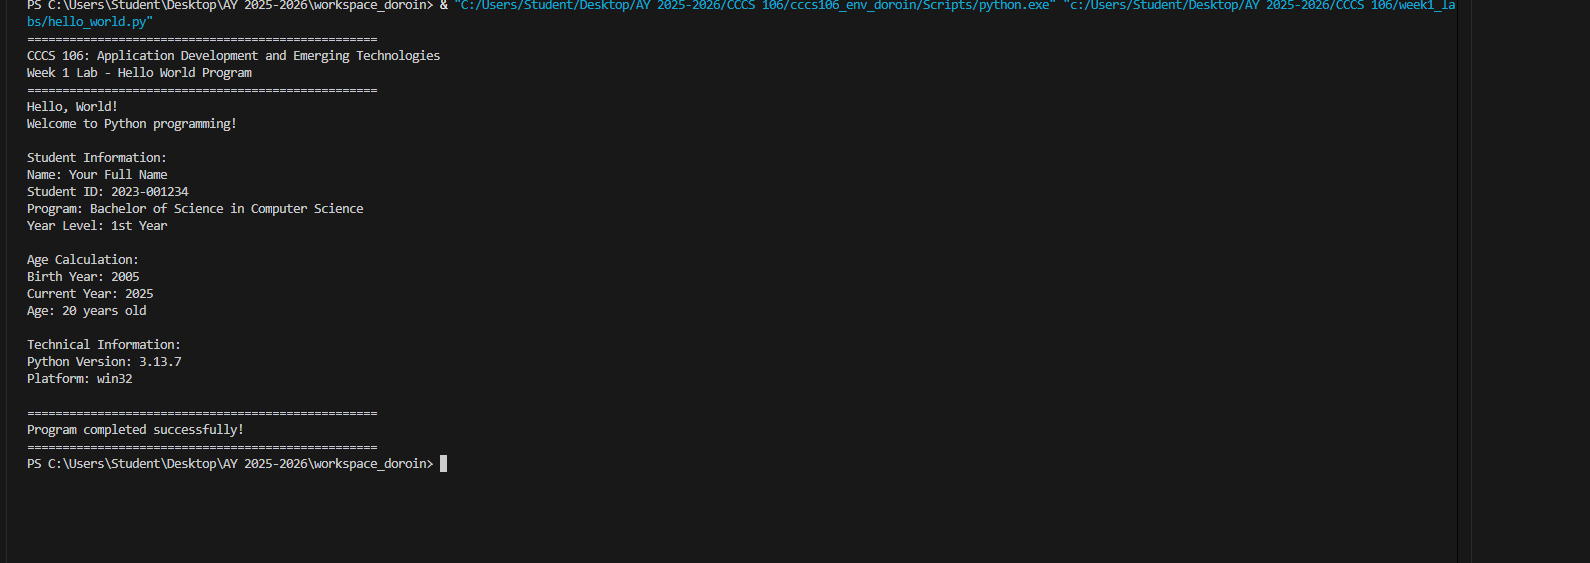 PS C:\Users\Student\Desktop\AY 2025-2026\workspace_doroin> & "C:/Users/Student/Desktop/AY 2025-2026/CCCS 106/cccs106_env_doroin/Scripts/python.exe" "c:/Users/Student/Desktop/AY 2025-2026/CCCS 106/week1_la
bs/hello_world.py"
==================================================
CCCS 106: Application Development and Emerging Technologies
Week 1 Lab - Hello World Program
==================================================
Hello, World!
Welcome to Python programming!
Student Information:
Name: Your Full Name
Student ID: 2023-001234
Program: Bachelor of Science in Computer Science
Year Level: 1st Year
Age Calculation:
Birth Year: 2005
Current Year: 2025
Age: 20 years old
Technical Information:
Python Version: 3.13.7
Platform: win32
==================================================
Program completed successfully!
==================================================
PS C:\Users\Student\Desktop\AY 2025-2026\workspace_doroin>